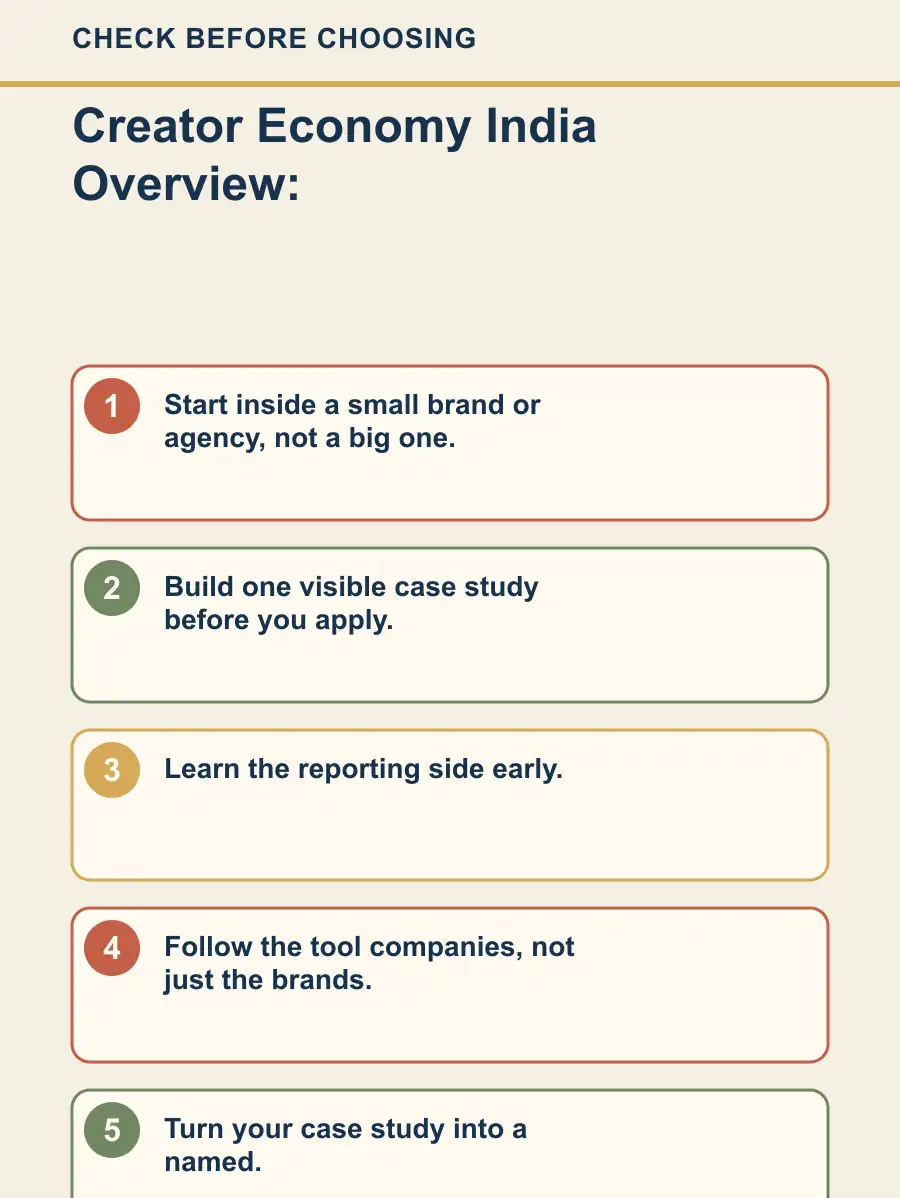 CHECK BEFORE CHOOSING
Creator Economy India
Overview:
1
Start inside a small brand or
agency, not a big one.
2
Build one visible case study
before you apply.
3
Learn the reporting side early.
4
Follow the tool companies, not
just the brands.
5
Turn your case study into a
named.